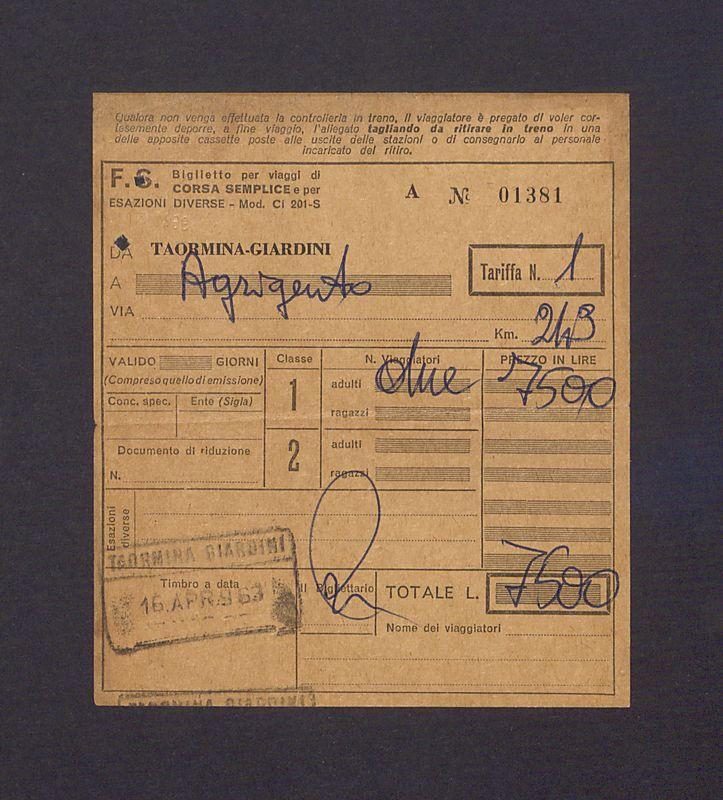 Qualora non venga effettuata la controlleria in treno, il viaggiatore è pregato di voler cor-
tesemente deporre, a fine viaggio, l'allegato tagliando da ritirare in treno in una
delle apposite cassette poste alle uscite delle stazioni o di consegnarlo al personale
incaricato del ritiro.
F. S. Biglietto per viaggi di
CORSA SEMPLICE e per
ESAZIONI DIVERSE - Mod. Ci 201-S
A № 01381
DA TAORMINA-GIARDINI
A Agrigento
Tariffa N. 1
VIA
Km. 243
VALIDO GIORNI
(Compreso quello di emissione)
Classe N. Viaggiatori PREZZO IN LIRE
1 adulti due 7500
ragazzi
Conc. spec. Ente (Sigla)
2 adulti
ragazzi
Documento di riduzione
N.
Esazioni
diverse
TAORMINA GIARDINI
Timbro a data
16.APR.963
Il Bigliettario
TOTALE L. 7500
Nome dei viaggiatori
TAORMINA GIARDINI